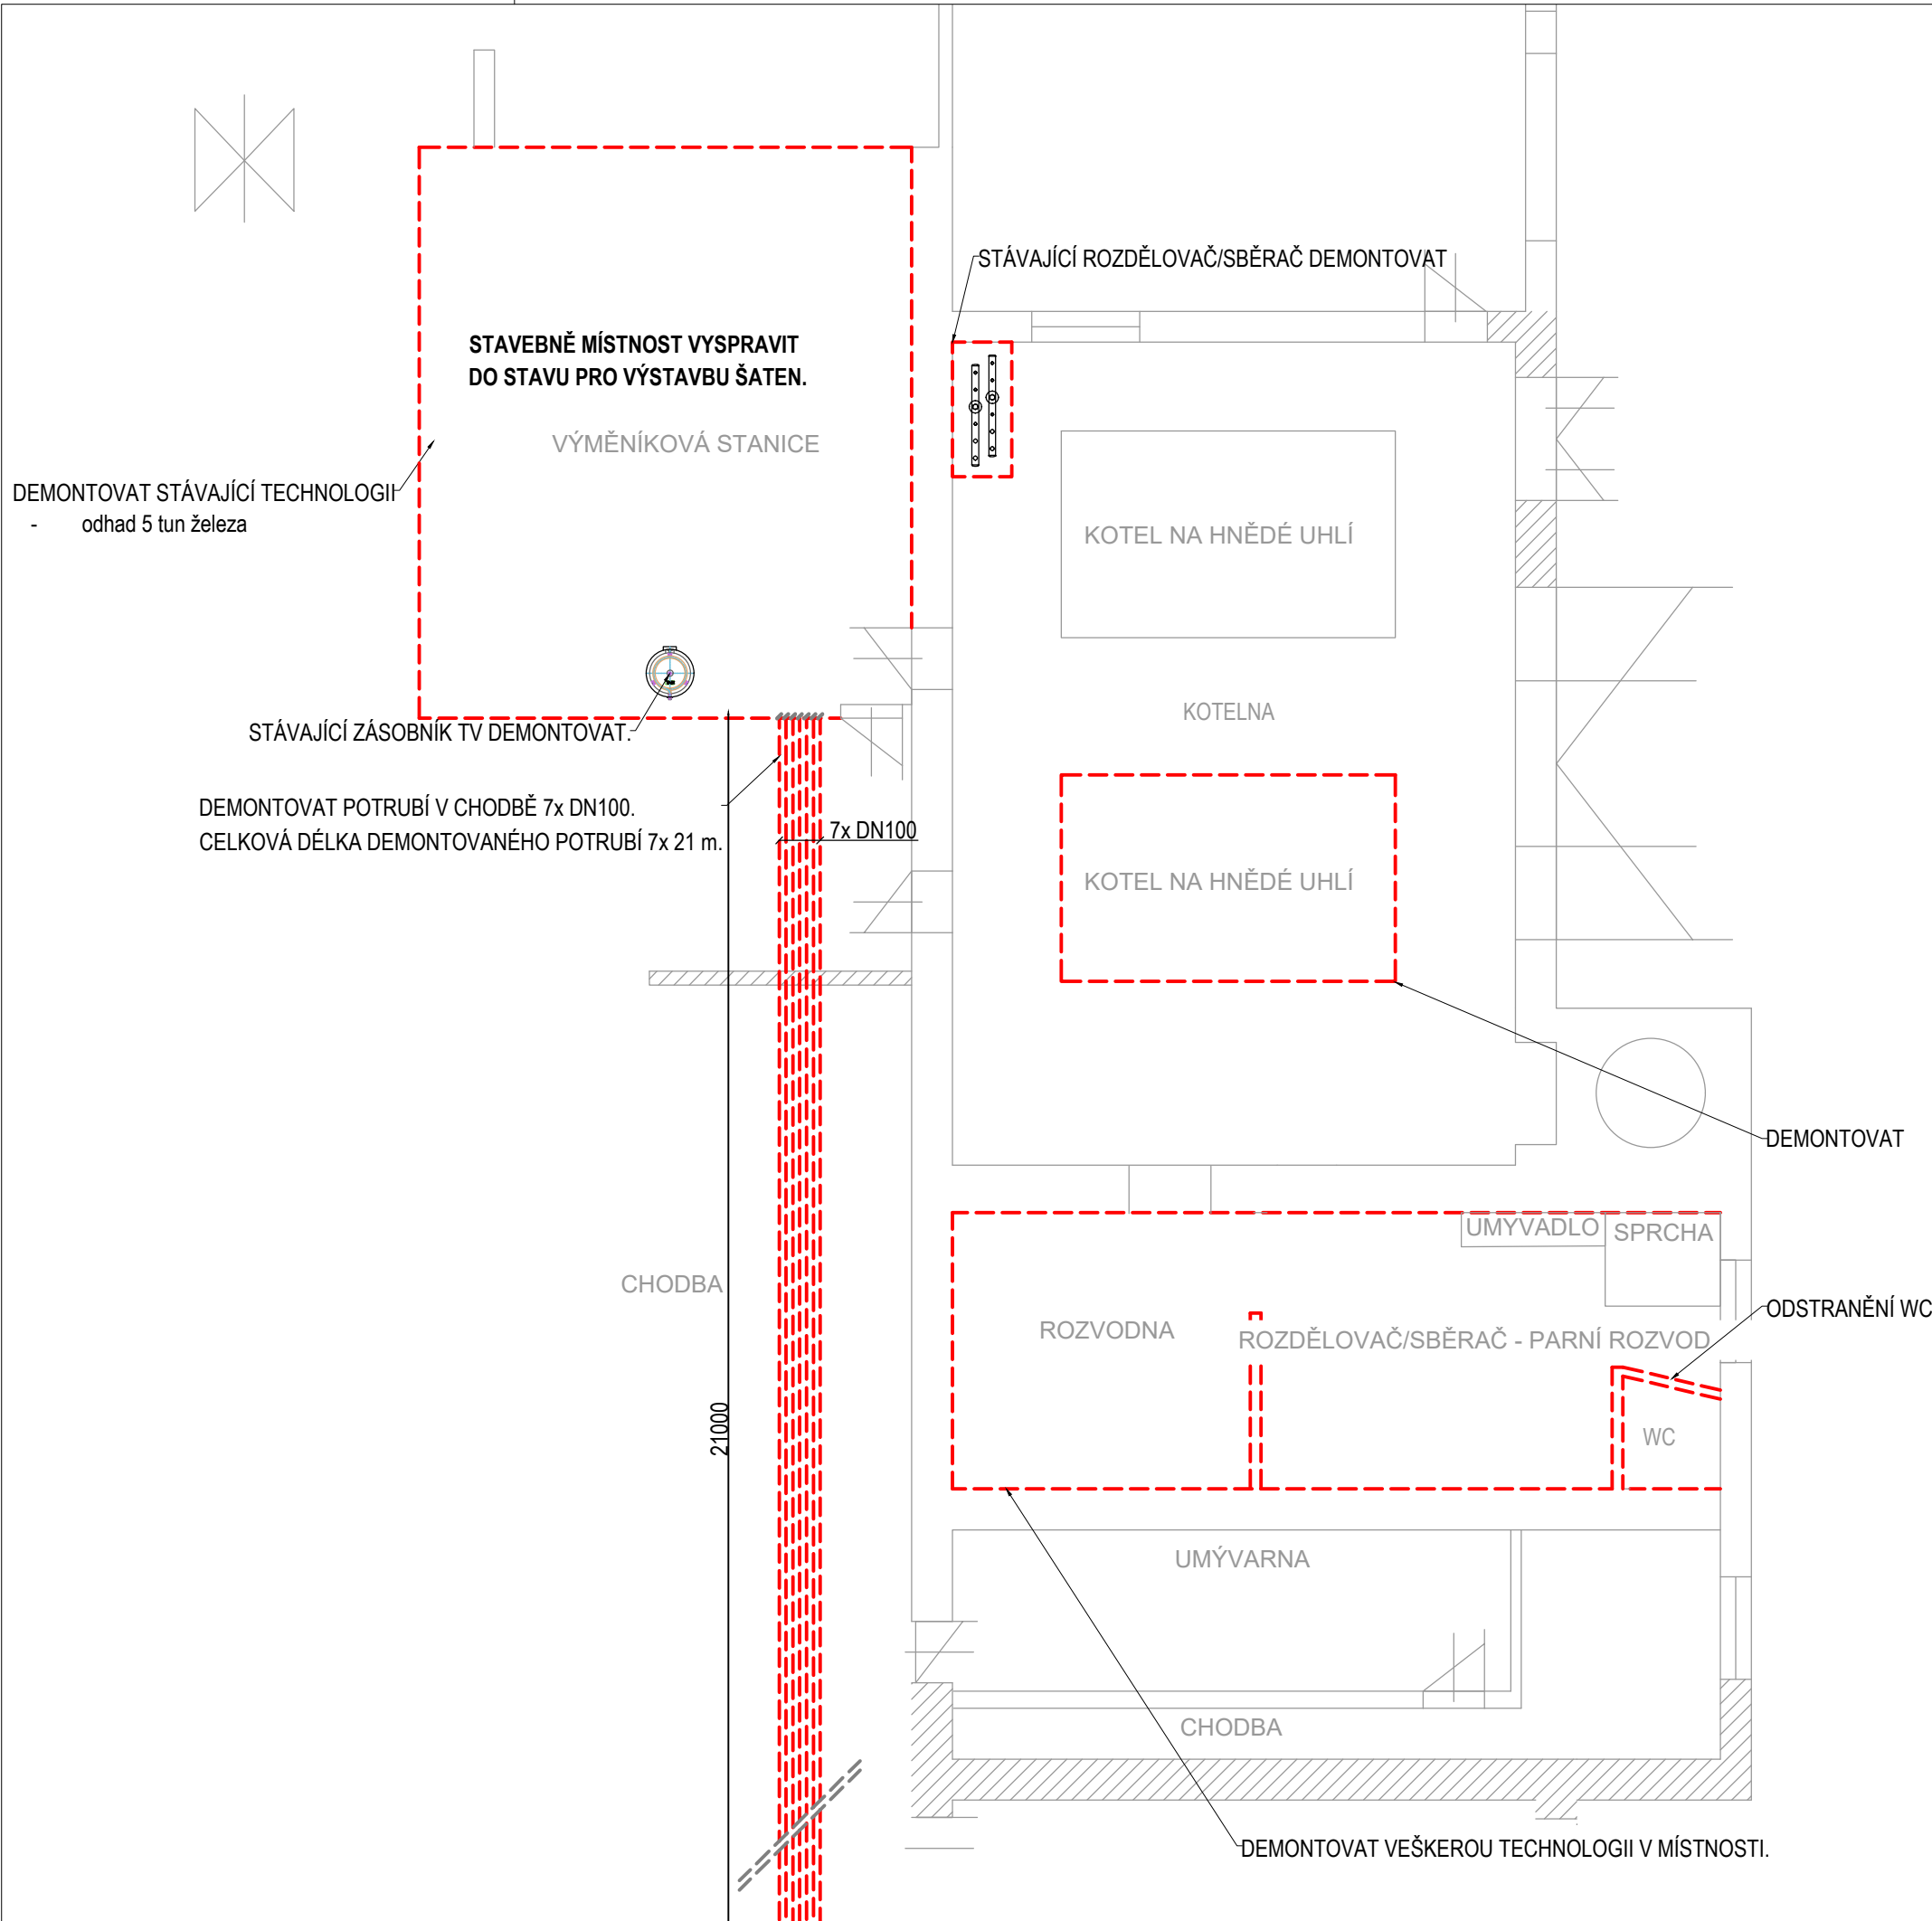 STÁVAJÍCÍ ROZDĚLOVAČ/SBĚRAČ DEMONTOVAT
STAVEBNĚ MÍSTNOST VYSPRAVIT
DO STAVU PRO VÝSTAVBU ŠATEN.
VÝMĚNÍKOVÁ STANICE
DEMONTOVAT STÁVAJÍCÍ TECHNOLOGII
- odhad 5 tun železa
KOTEL NA HNĚDÉ UHLÍ
KOTELNA
STÁVAJÍCÍ ZÁSOBNÍK TV DEMONTOVAT.
DEMONTOVAT POTRUBÍ V CHODBĚ 7x DN100.
CELKOVÁ DÉLKA DEMONTOVANÉHO POTRUBÍ 7x 21 m.
7x DN100
KOTEL NA HNĚDÉ UHLÍ
DEMONTOVAT
UMYVADLO
SPRCHA
CHODBA
ODSTRANĚNÍ WC
ROZVODNA
ROZDĚLOVAČ/SBĚRAČ - PARNÍ ROZVOD
21000
WC
UMÝVARNA
CHODBA
DEMONTOVAT VEŠKEROU TECHNOLOGII V MÍSTNOSTI.